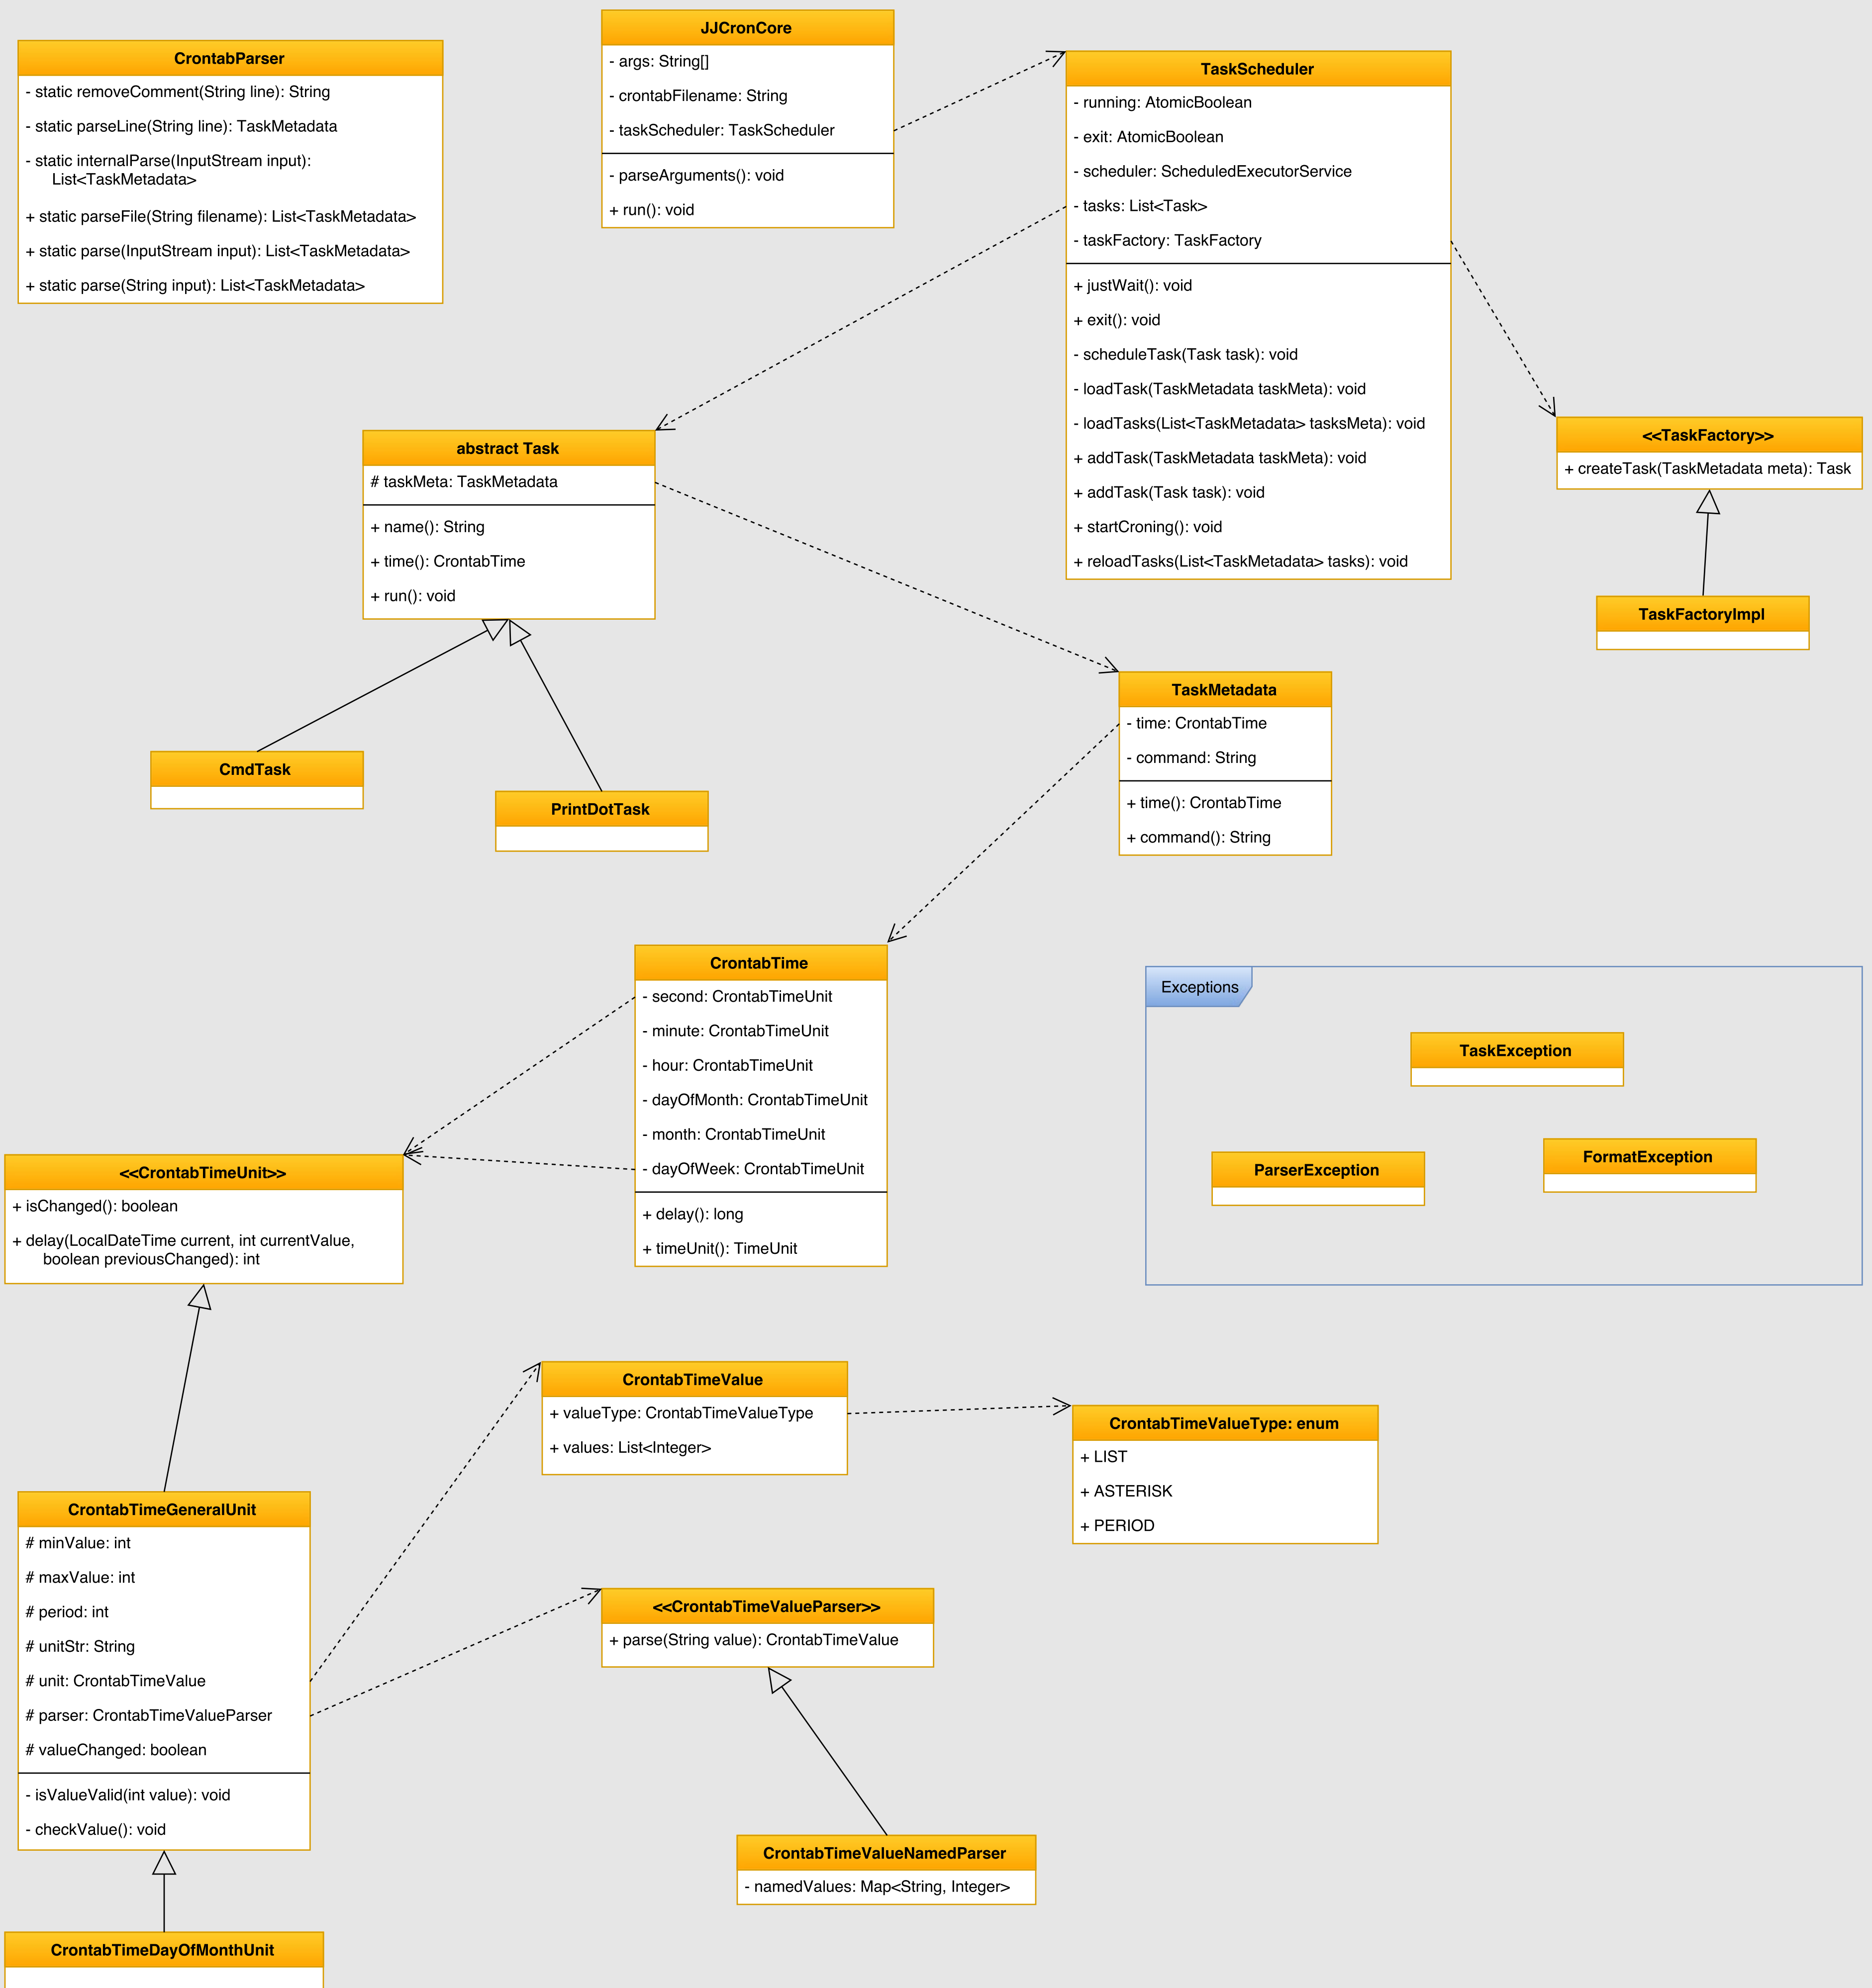 JJCronCore
- args: String[]
- crontabFilename: String
- taskScheduler: TaskScheduler
- parseArguments(): void
+ run(): void
CrontabParser
- static removeComment(String line): String
- static parseLine(String line): TaskMetadata
- static internalParse(InputStream input):
List<TaskMetadata>
+ static parseFile(String filename): List<TaskMetadata>
+ static parse(InputStream input): List<TaskMetadata>
+ static parse(String input): List<TaskMetadata>
TaskScheduler
- running: AtomicBoolean
- exit: AtomicBoolean
- scheduler: ScheduledExecutorService
- tasks: List<Task>
- taskFactory: TaskFactory
+ justWait(): void
+ exit(): void
- scheduleTask(Task task): void
- loadTask(TaskMetadata taskMeta): void
- loadTasks(List<TaskMetadata> tasksMeta): void
+ addTask(TaskMetadata taskMeta): void
+ addTask(Task task): void
+ startCroning(): void
+ reloadTasks(List<TaskMetadata> tasks): void
<<TaskFactory>>
+ createTask(TaskMetadata meta): Task
TaskFactoryImpl
abstract Task
# taskMeta: TaskMetadata
+ name(): String
+ time(): CrontabTime
+ run(): void
CmdTask
PrintDotTask
TaskMetadata
- time: CrontabTime
- command: String
+ time(): CrontabTime
+ command(): String
CrontabTime
- second: CrontabTimeUnit
- minute: CrontabTimeUnit
- hour: CrontabTimeUnit
- dayOfMonth: CrontabTimeUnit
- month: CrontabTimeUnit
- dayOfWeek: CrontabTimeUnit
+ delay(): long
+ timeUnit(): TimeUnit
Exceptions
TaskException
ParserException
FormatException
<<CrontabTimeUnit>>
+ isChanged(): boolean
+ delay(LocalDateTime current, int currentValue,
boolean previousChanged): int
CrontabTimeValue
+ valueType: CrontabTimeValueType
+ values: List<Integer>
CrontabTimeValueType: enum
+ LIST
+ ASTERISK
+ PERIOD
CrontabTimeGeneralUnit
# minValue: int
# maxValue: int
# period: int
# unitStr: String
# unit: CrontabTimeValue
# parser: CrontabTimeValueParser
# valueChanged: boolean
- isValueValid(int value): void
- checkValue(): void
<<CrontabTimeValueParser>>
+ parse(String value): CrontabTimeValue
CrontabTimeValueNamedParser
- namedValues: Map<String, Integer>
CrontabTimeDayOfMonthUnit